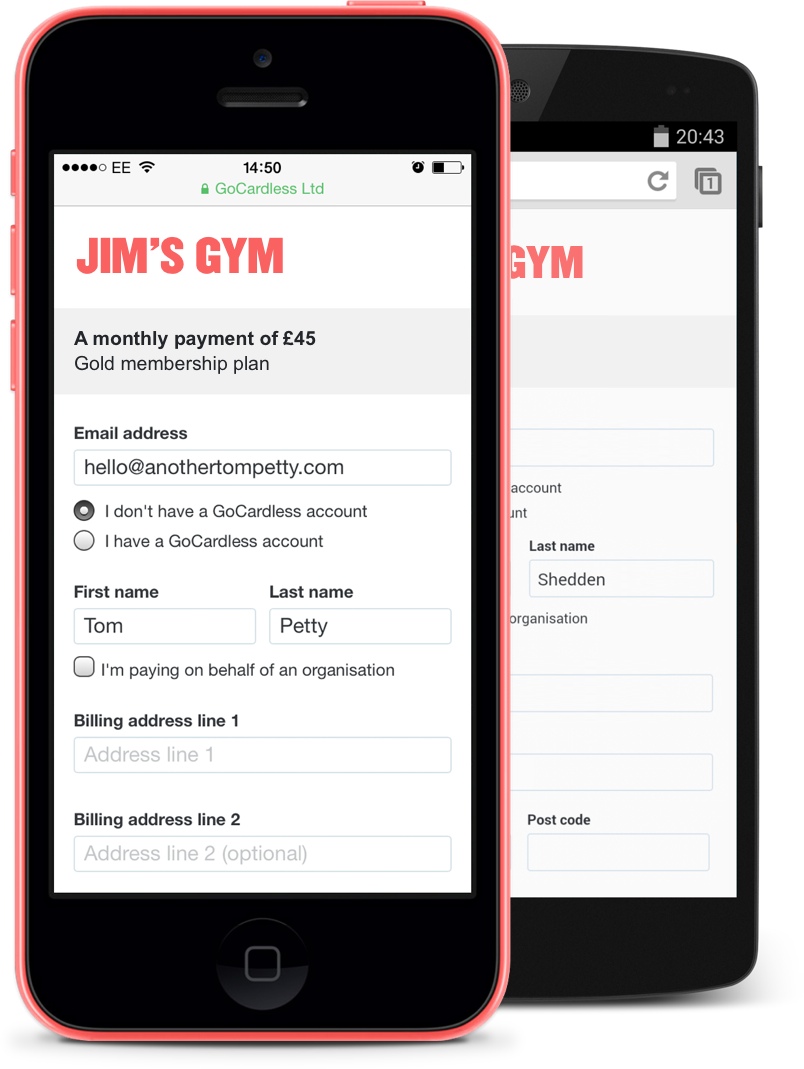 EE 14:50
GoCardless Ltd
JIM'S GYM
A monthly payment of £45
Gold membership plan
Email address
hello@anothertompetty.com
I don't have a GoCardless account
I have a GoCardless account
First name Last name
Tom Petty
I'm paying on behalf of an organisation
Billing address line 1
Address line 1
Billing address line 2
Address line 2 (optional)
20:43
1
GYM
account
unt
Last name
Shedden
organisation
Post code